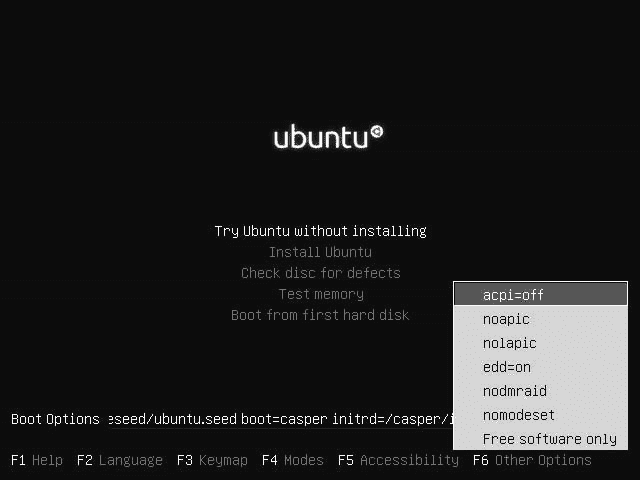 ubuntu
Try Ubuntu without installing
Install Ubuntu
Check disc for defects
Test memory
Boot from first hard disk
acpi=off
noapic
nolapic
edd=on
nodmraid
nomodeset
Free software only
Boot Options eseed/ubuntu.seed boot=casper initrd=/casper/i
F1 Help F2 Language F3 Keymap F4 Modes F5 Accessibility F6 Other Options